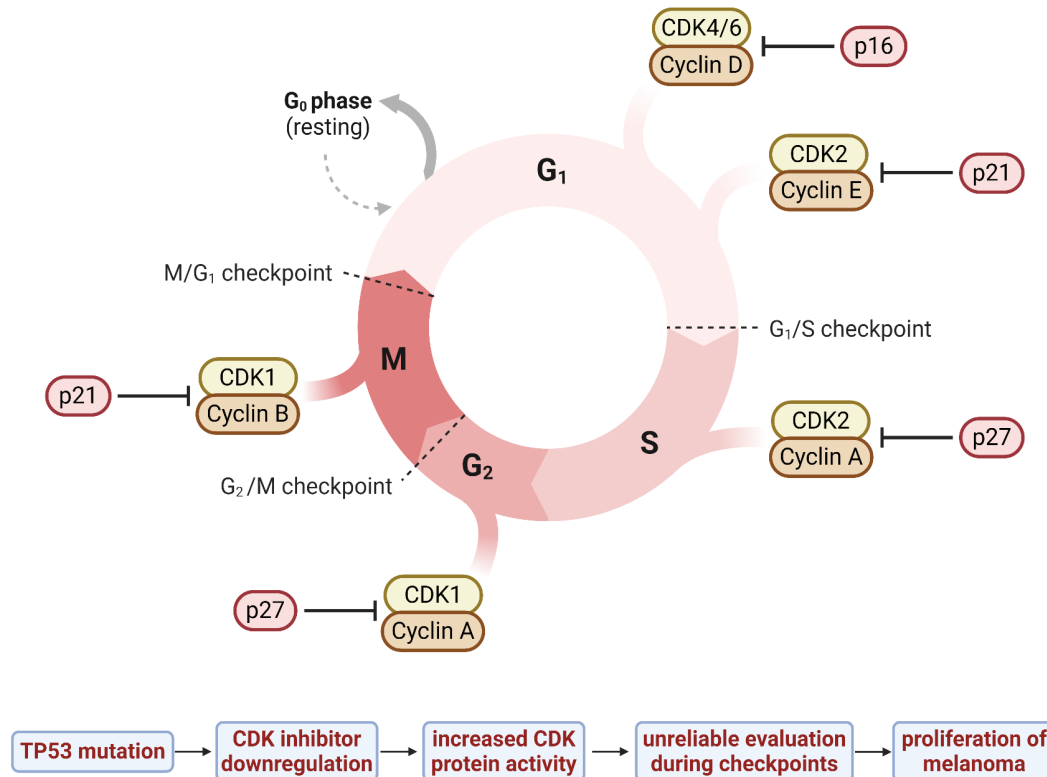 CDK4/6
Cyclin D
p16
G₀ phase
(resting)
G₁
CDK2
Cyclin E
p21
M/G₁ checkpoint
G₁/S checkpoint
M
CDK1
Cyclin B
p21
CDK2
Cyclin A
p27
S
G₂
G₂/M checkpoint
CDK1
Cyclin A
p27
TP53 mutation
CDK inhibitor
downregulation
increased CDK
protein activity
unreliable evaluation
during checkpoints
proliferation of
melanoma